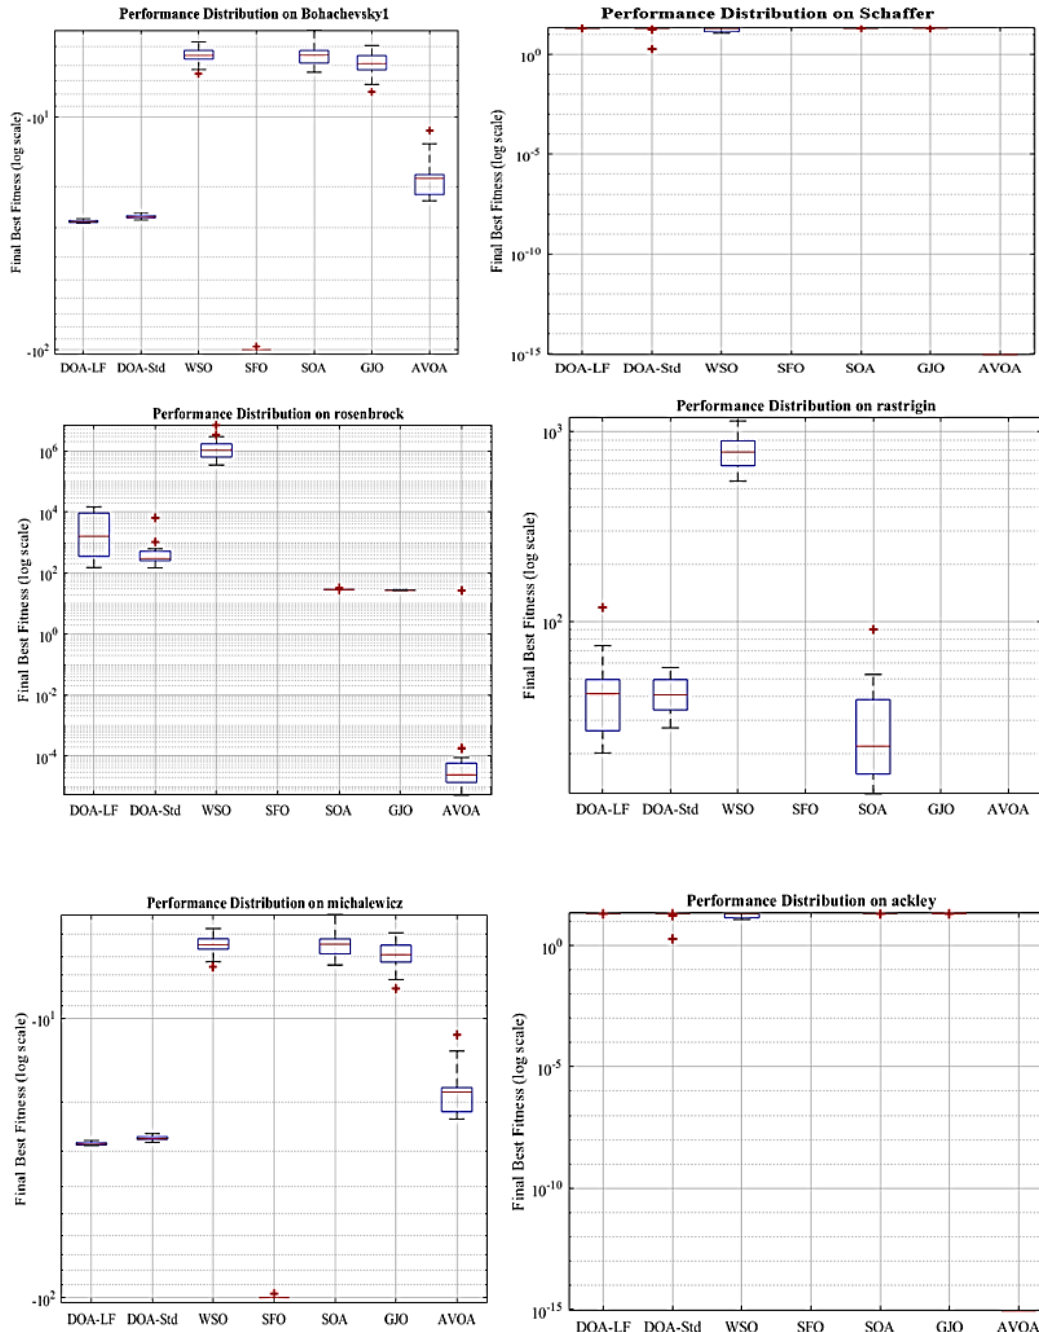 Performance Distribution on Bohachevsky1
Final Best Fitness (log scale)
-10^1
-10^2
DOA-LF DOA-Std WSO SFO SOA GJO AVOA
Performance Distribution on Schaffer
Final Best Fitness (log scale)
10^0
10^-5
10^-10
10^-15
DOA-LF DOA-Std WSO SFO SOA GJO AVOA
Performance Distribution on rosenbrock
Final Best Fitness (log scale)
10^6
10^4
10^2
10^0
10^-2
10^-4
DOA-LF DOA-Std WSO SFO SOA GJO AVOA
Performance Distribution on rastrigin
Final Best Fitness (log scale)
10^3
10^2
DOA-LF DOA-Std WSO SFO SOA GJO AVOA
Performance Distribution on michalewicz
Final Best Fitness (log scale)
-10^1
-10^2
DOA-LF DOA-Std WSO SFO SOA GJO AVOA
Performance Distribution on ackley
Final Best Fitness (log scale)
10^0
10^-5
10^-10
10^-15
DOA-LF DOA-Std WSO SFO SOA GJO AVOA